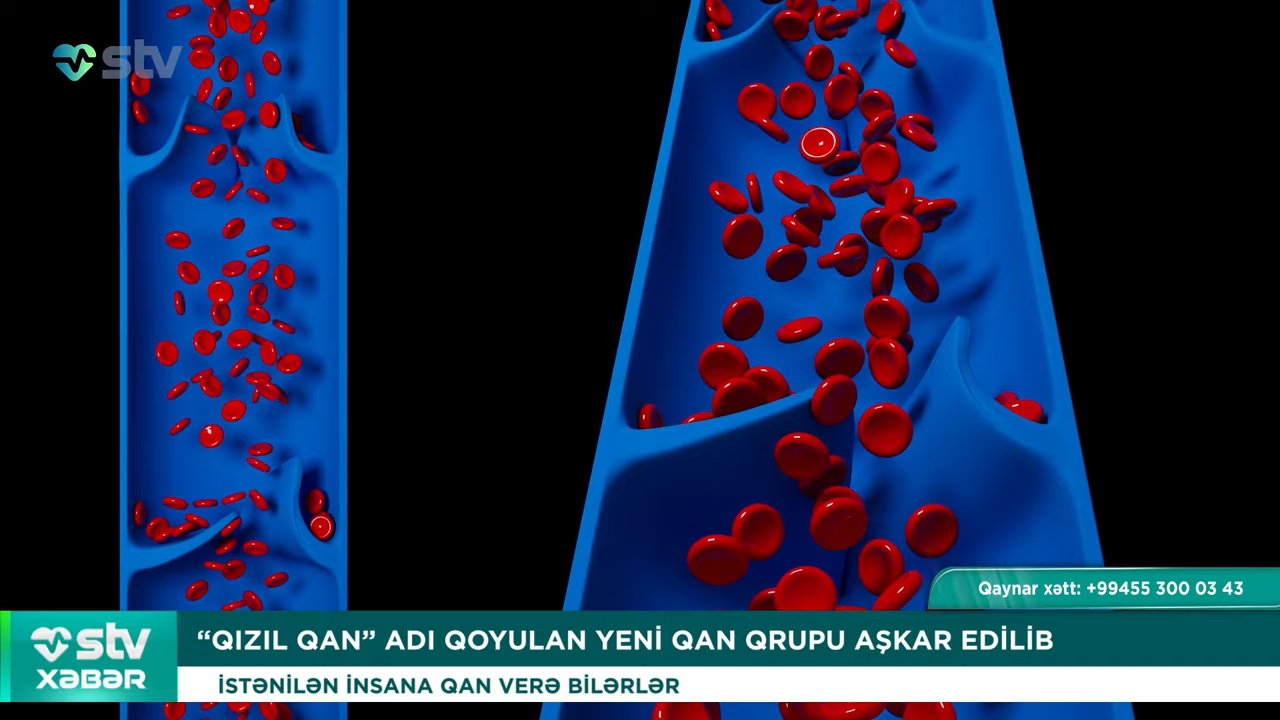 stv
Qaynar xətt: +99455 300 03 43
stv
XƏBƏR
“QIZIL QAN” ADI QOYULAN YENİ QAN QRUPU AŞKAR EDİLİB
İSTƏNİLƏN İNSANA QAN VERƏ BİLƏRLƏR